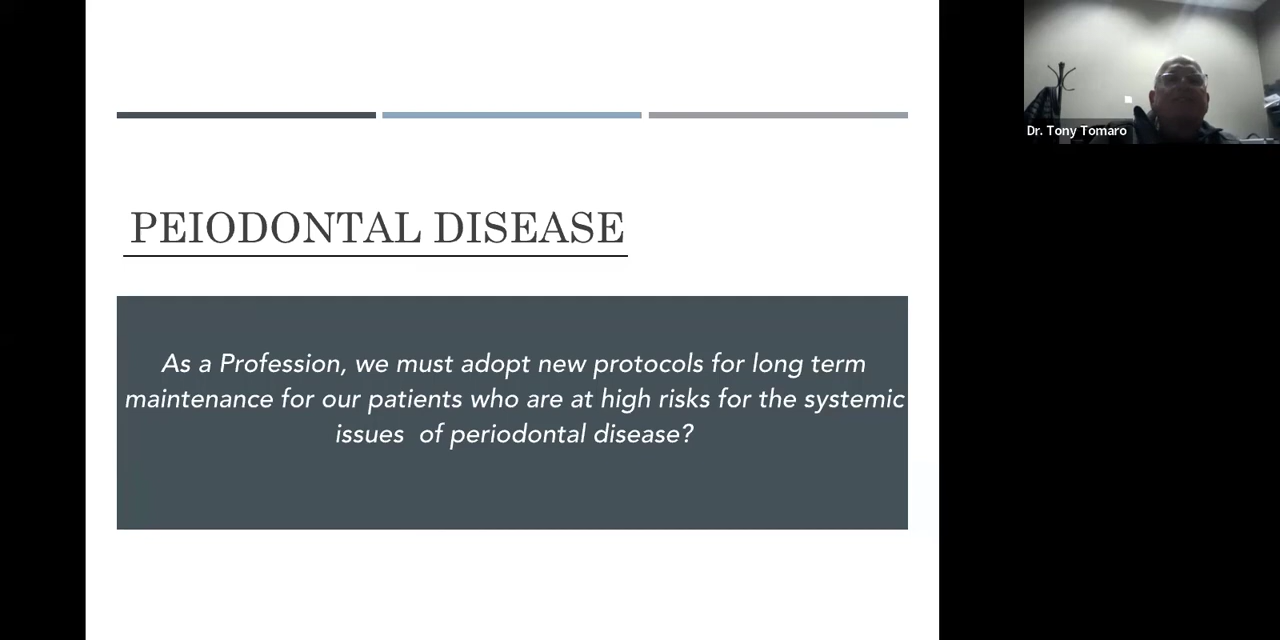 PEIODONTAL DISEASE
As a Profession, we must adopt new protocols for long term
maintenance for our patients who are at high risks for the systemic
issues of periodontal disease?
Dr. Tony Tomaro